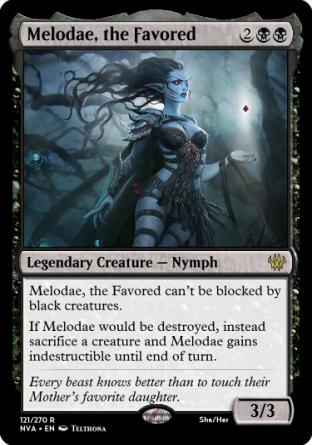 Melodae, the Favored 2
Legendary Creature — Nymph
Melodae, the Favored can't be blocked by
black creatures.
If Melodae would be destroyed, instead
sacrifice a creature and Melodae gains
indestructible until end of turn.
Every beast knows better than to touch their
Mother's favorite daughter.
121/270 R
NVA • EN Telthona
She/Her
3/3